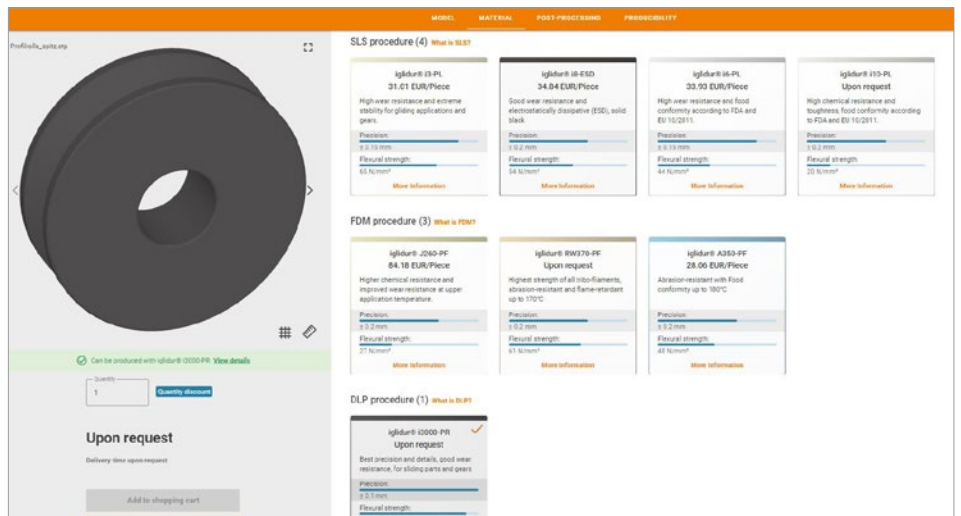 MODEL MATERIAL POST-PROCESSING PRODUCIBILITY
Profilrolle_spitz.stp
Can be produced with iglidur® i3000-PR View details
Quantity
1
Quantity discount
Upon request
Delivery time upon request
Add to shopping cart
SLS procedure (4) What is SLS?
iglidur® i3-PL
31.01 EUR/Piece
High wear resistance and extreme
stability for gliding applications and
gears.
Precision:
± 0.15 mm
Flexural strength:
65 N/mm²
More Information
iglidur® i8-ESD
34.84 EUR/Piece
Good wear resistance and
electrostatically dissipative (ESD), solid
black
Precision:
± 0.2 mm
Flexural strength:
54 N/mm²
More Information
iglidur® i6-PL
33.93 EUR/Piece
High wear resistance and food
conformity according to FDA and
EU 10/2011.
Precision:
± 0.15 mm
Flexural strength:
44 N/mm²
More Information
iglidur® i10-PL
Upon request
High chemical resistance and
toughness, food conformity according
to FDA and EU 10/2011.
Precision:
± 0.2 mm
Flexural strength:
20 N/mm²
More Information
FDM procedure (3) What is FDM?
iglidur® J260-PF
84.18 EUR/Piece
Higher chemical resistance and
improved wear resistance at upper
application temperature.
Precision:
± 0.2 mm
Flexural strength:
27 N/mm²
More Information
iglidur® RW370-PF
Upon request
Highest strength of all tribo-filaments,
abrasion-resistant and flame-retardant
up to 170°C
Precision:
± 0.2 mm
Flexural strength:
61 N/mm²
More Information
iglidur® A350-PF
28.06 EUR/Piece
Abrasion-resistant with Food
conformity up to 180°C
Precision:
± 0.2 mm
Flexural strength:
48 N/mm²
More Information
DLP procedure (1) What is DLP?
iglidur® i3000-PR
Upon request
Best precision and details, good wear
resistance, for sliding parts and gears
Precision:
± 0.1 mm
Flexural strength: